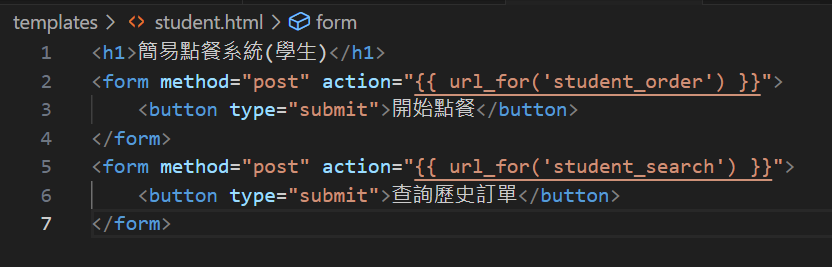 templates > <> student.html > form
1 <h1>簡易點餐系統(學生)</h1>
2 <form method="post" action="{{ url_for('student_order') }}">
3     <button type="submit">開始點餐</button>
4 </form>
5 <form method="post" action="{{ url_for('student_search') }}">
6     <button type="submit">查詢歷史訂單</button>
7 </form>